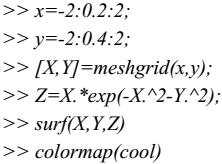 >> x=-2:0.2:2;
>> y=-2:0.4:2;
>> [X,Y]=meshgrid(x,y);
>> Z=X.*exp(-X.^2-Y.^2);
>> surf(X,Y,Z)
>> colormap(cool)